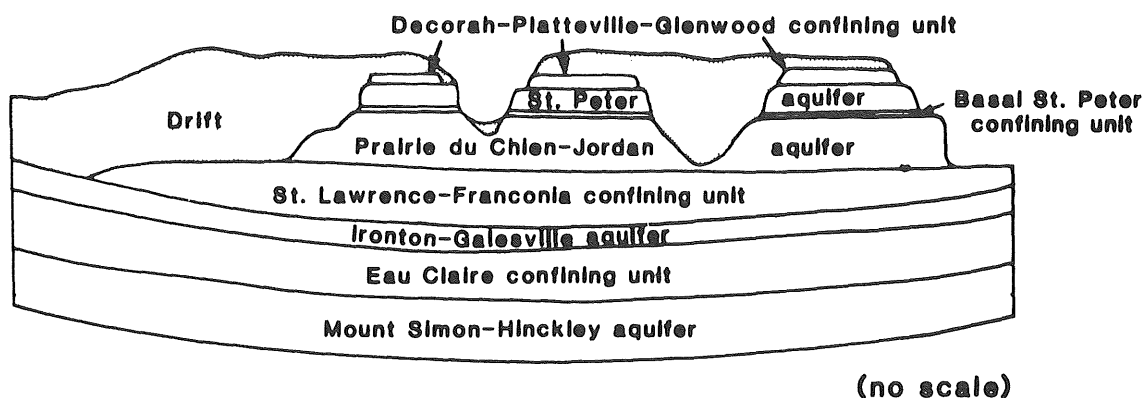 Decorah-Platteville-Glenwood confining unit
St. Peter
aquifer
Basal St. Peter
confining unit
Drift
Prairie du Chien-Jordan
aquifer
St. Lawrence-Franconia confining unit
Ironton-Galesville aquifer
Eau Claire confining unit
Mount Simon-Hinckley aquifer
(no scale)